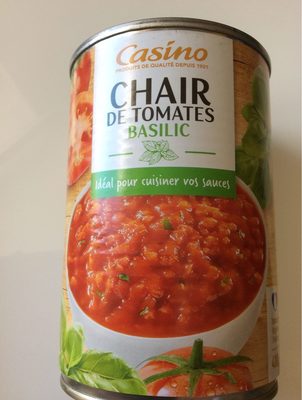 Casino
PRODUITS DE QUALITÉ DEPUIS 1901
CHAIR
DE TOMATES
BASILIC
Idéal pour cuisiner vos sauces